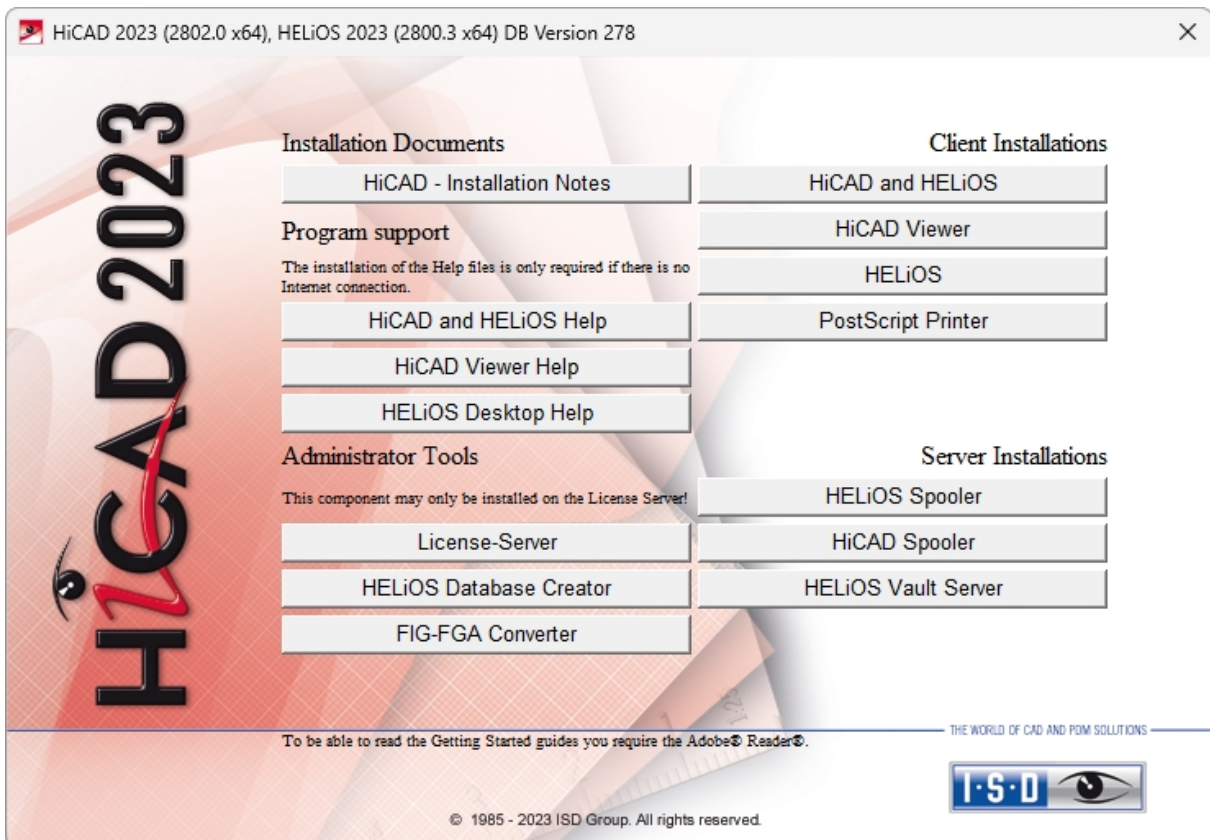 HiCAD 2023 (2802.0 x64), HELiOS 2023 (2800.3 x64) DB Version 278
HiCAD 2023
Installation Documents
HiCAD - Installation Notes
Program support
The installation of the Help files is only required if there is no
Internet connection.
HiCAD and HELiOS Help
HiCAD Viewer Help
HELiOS Desktop Help
Client Installations
HiCAD and HELiOS
HiCAD Viewer
HELiOS
PostScript Printer
Administrator Tools
This component may only be installed on the License Server!
License-Server
HELiOS Database Creator
FIG-FGA Converter
Server Installations
HELiOS Spooler
HiCAD Spooler
HELiOS Vault Server
1:25
To be able to read the Getting Started guides you require the Adobe® Reader®.
THE WORLD OF CAD AND PDM SOLUTIONS
I·S·D
© 1985 - 2023 ISD Group. All rights reserved.